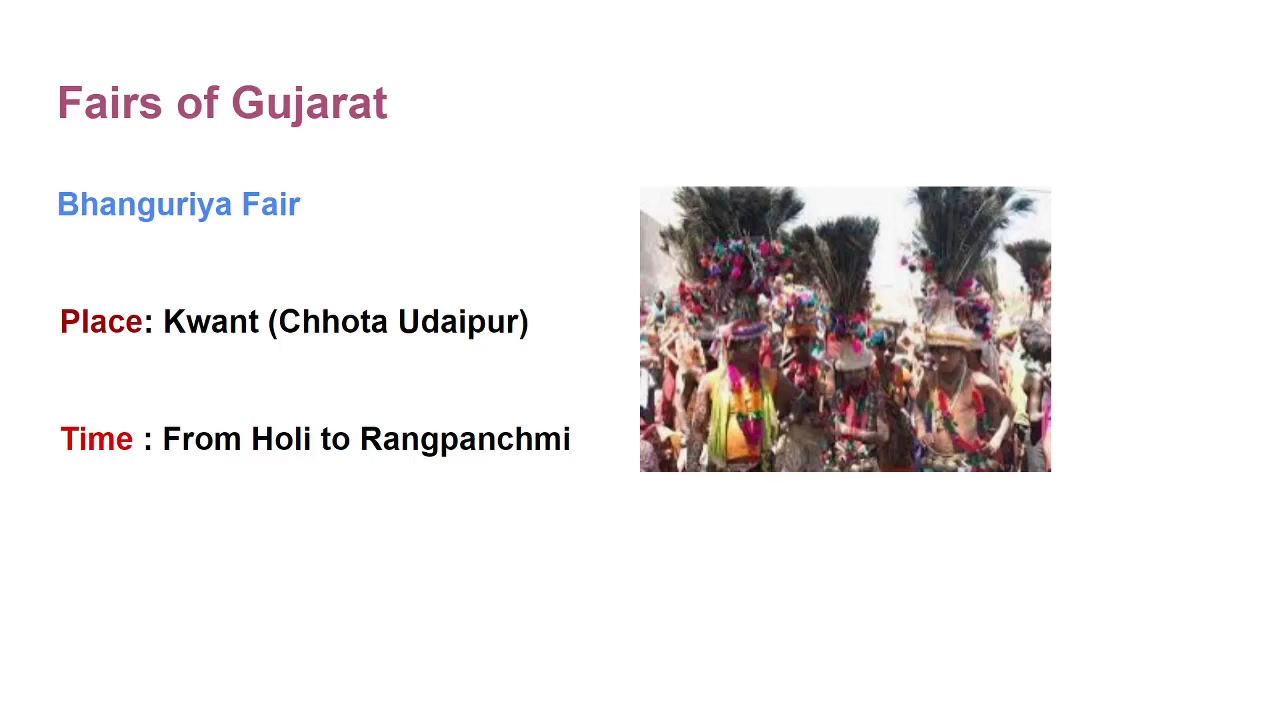 Fairs of Gujarat
Bhanguriya Fair
Place: Kwant (Chhota Udaipur)
Time : From Holi to Rangpanchmi